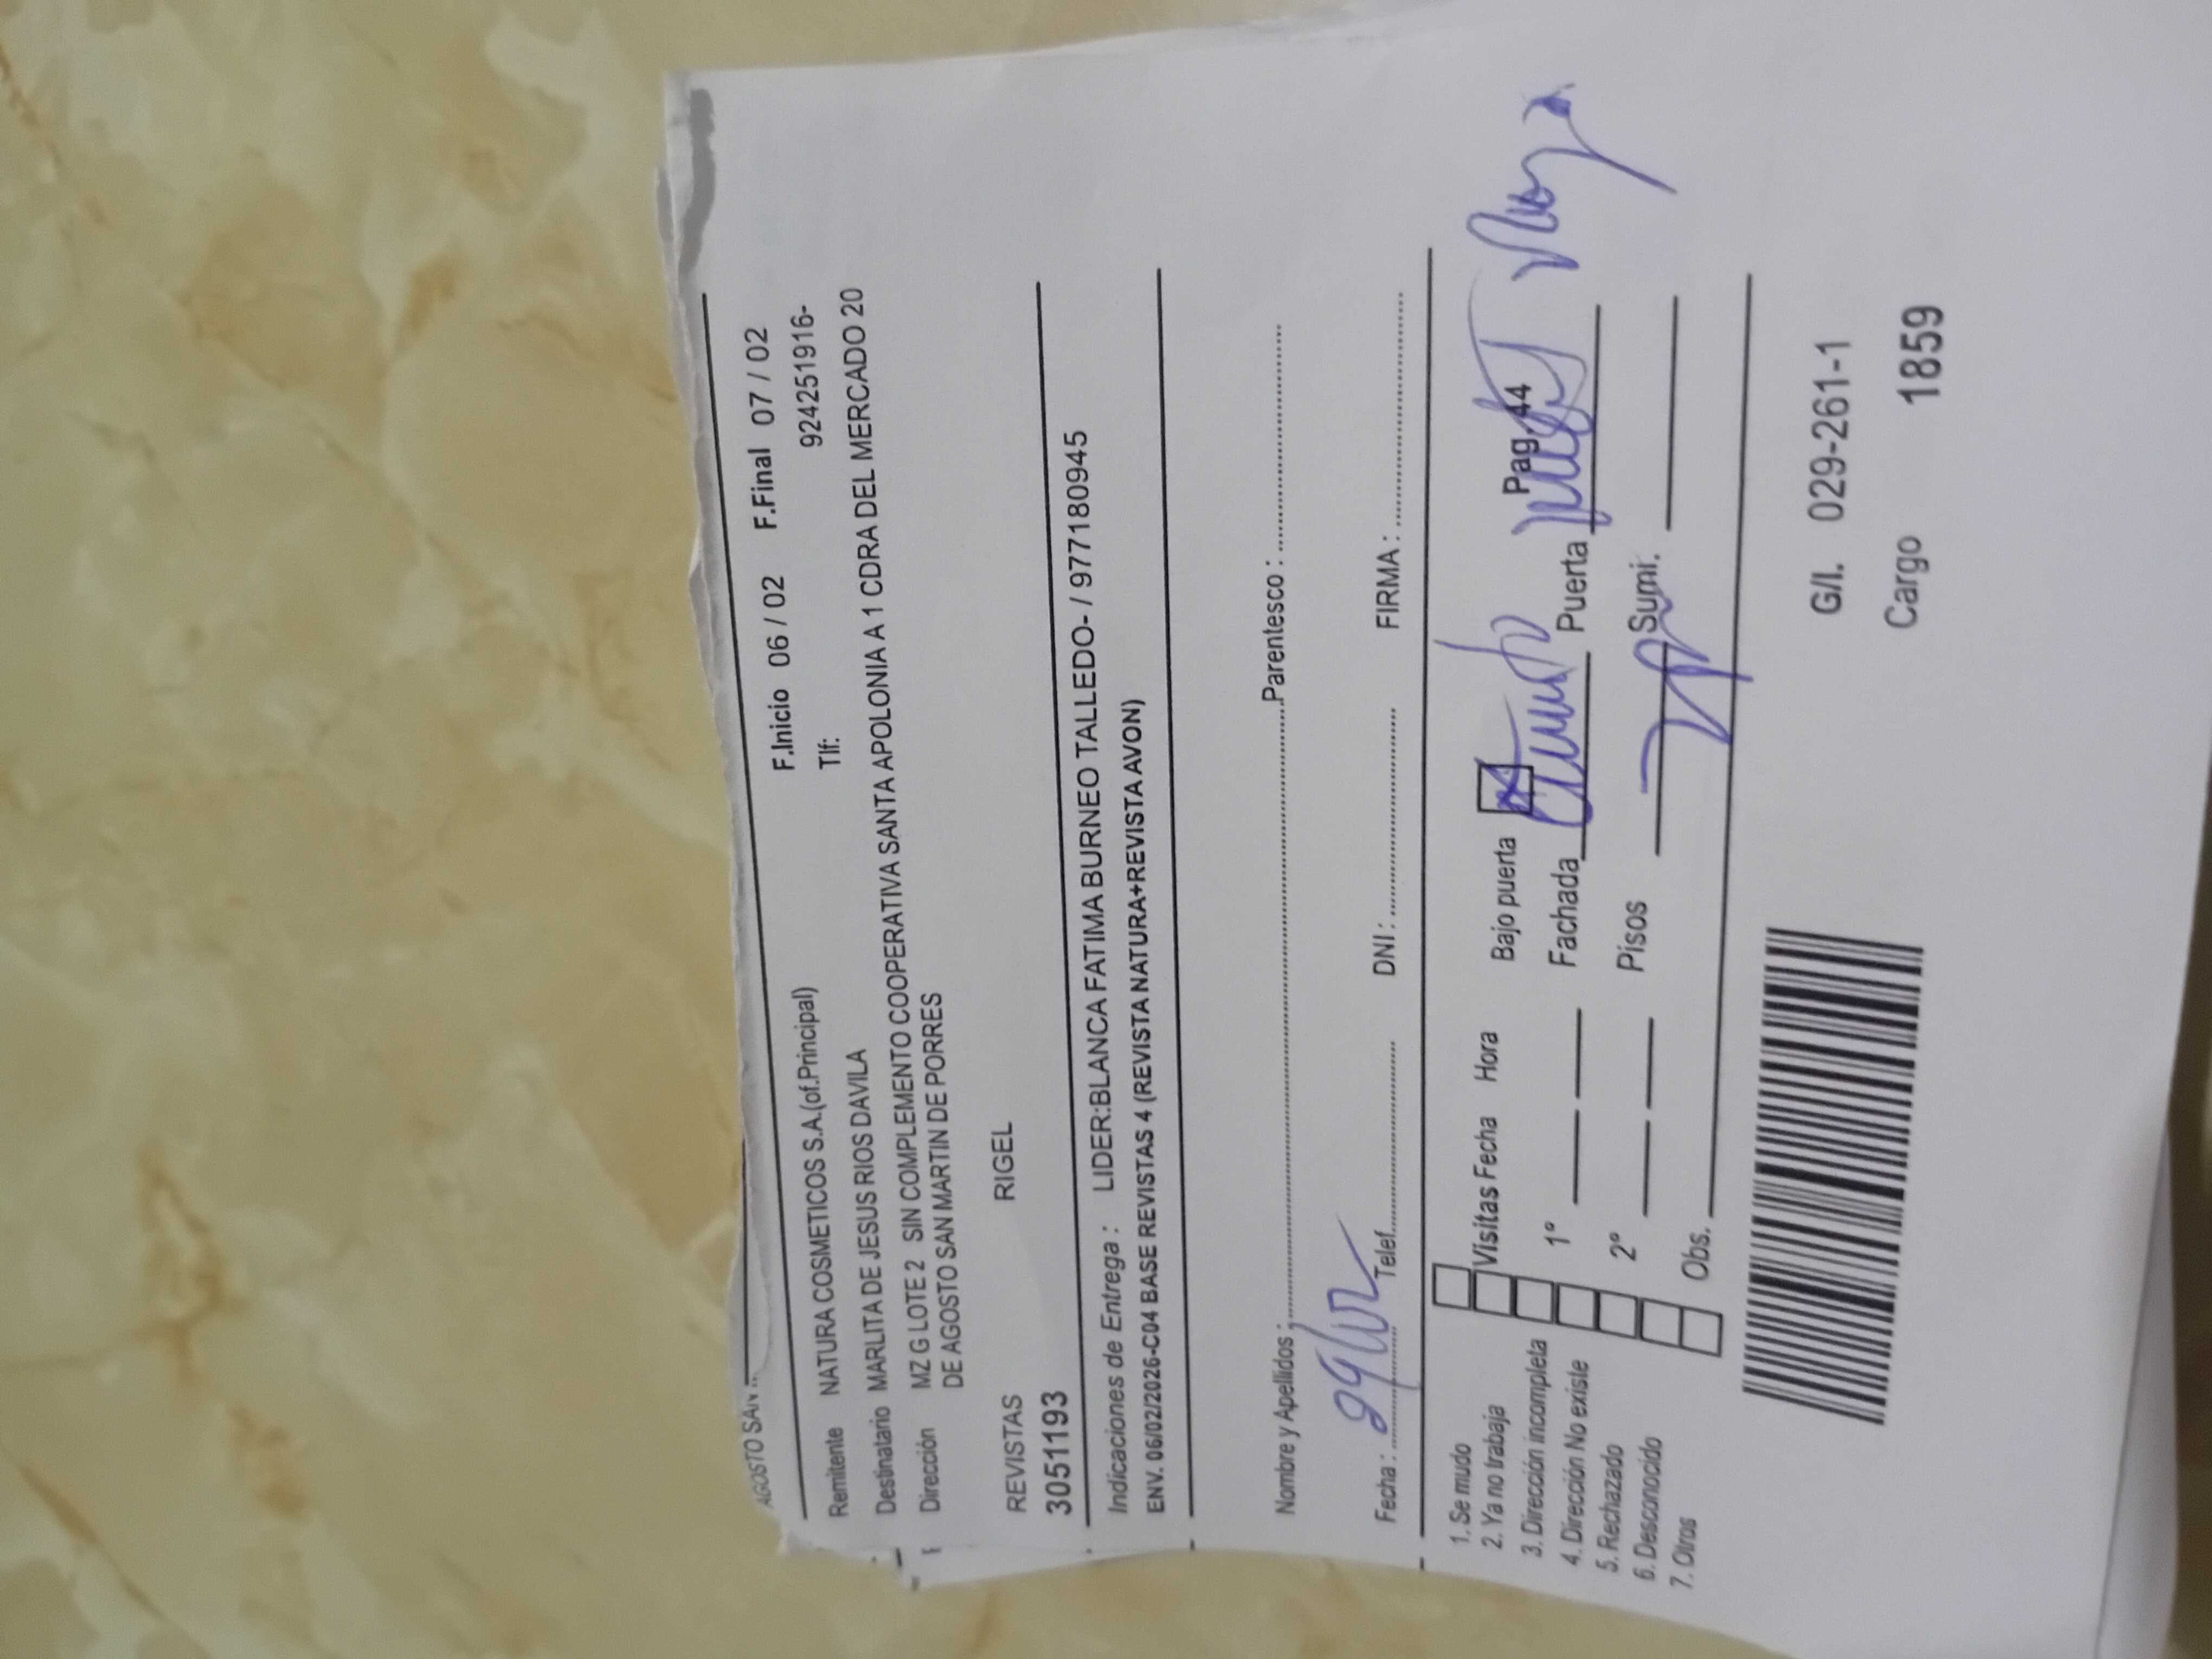 AGOSTO SAN
F.Inicio 06 / 02 F.Final 07 / 02
Remitente NATURA COSMETICOS S.A.(of.Principal) Tlf: 924251916-
Destinatario MARLITA DE JESUS RIOS DAVILA
Dirección MZ G LOTE 2 SIN COMPLEMENTO COOPERATIVA SANTA APOLONIA A 1 CDRA DEL MERCADO 20
DE AGOSTO SAN MARTIN DE PORRES
REVISTAS RIGEL
3051193
Indicaciones de Entrega : LIDER:BLANCA FATIMA BURNEO TALLEDO- / 977180945
ENV. 06/02/2026-C04 BASE REVISTAS 4 (REVISTA NATURA+REVISTA AVON)
Nombre y Apellidos : Parentesco :
Fecha : Telef. DNI : FIRMA :
1. Se mudo
2. Ya no trabaja
3. Dirección incompleta
4. Dirección No existe
5. Rechazado
6. Desconocido
7. Otros
Visitas Fecha Hora Bajo puerta Pag. 44
1º Fachada Puerta
2º Pisos Sumi.
Obs.
G/I. 029-261-1
Cargo 1859